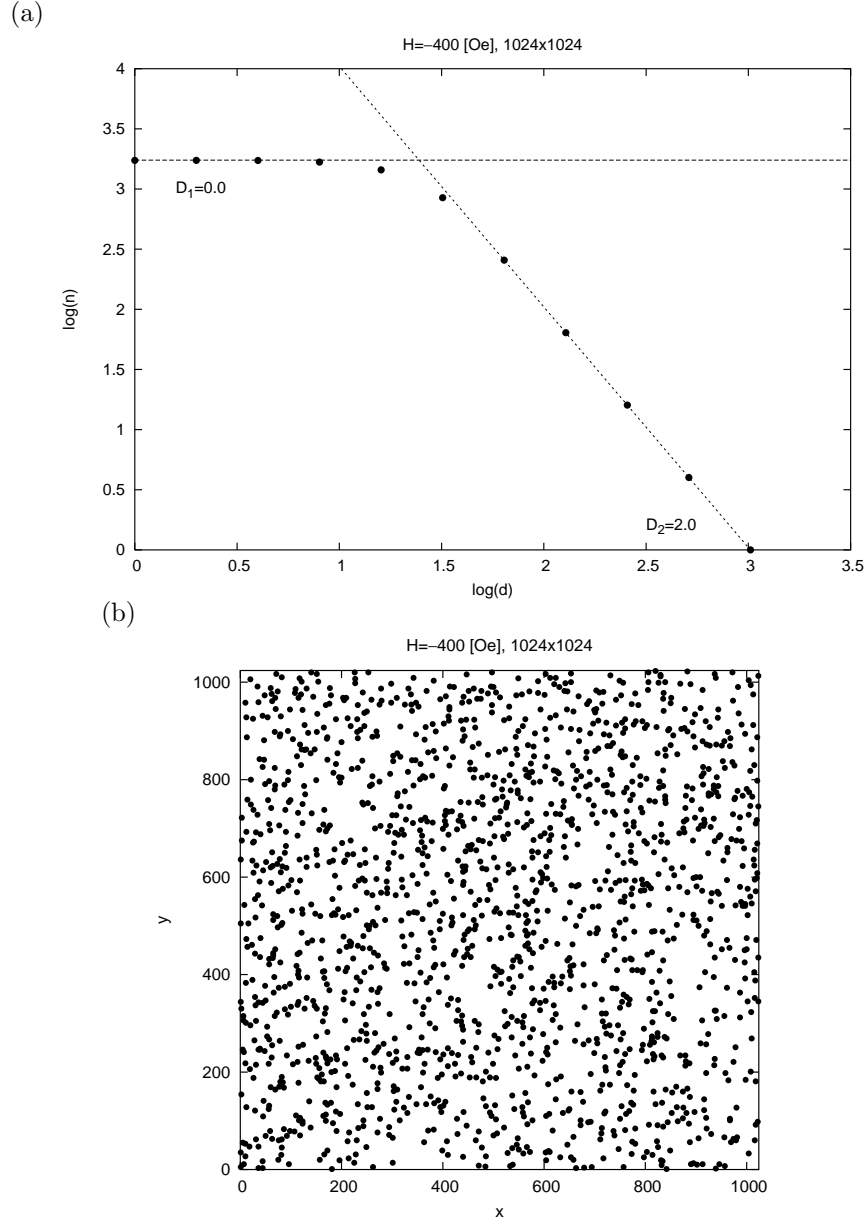 (a)
H=−400 [Oe], 1024x1024
4
3.5
3
2.5
2
1.5
1
0.5
0
log(n)
D1=0.0
D2=2.0
0 0.5 1 1.5 2 2.5 3 3.5
log(d)
(b)
H=−400 [Oe], 1024x1024
1000
800
600
400
200
0
y
0 200 400 600 800 1000
x